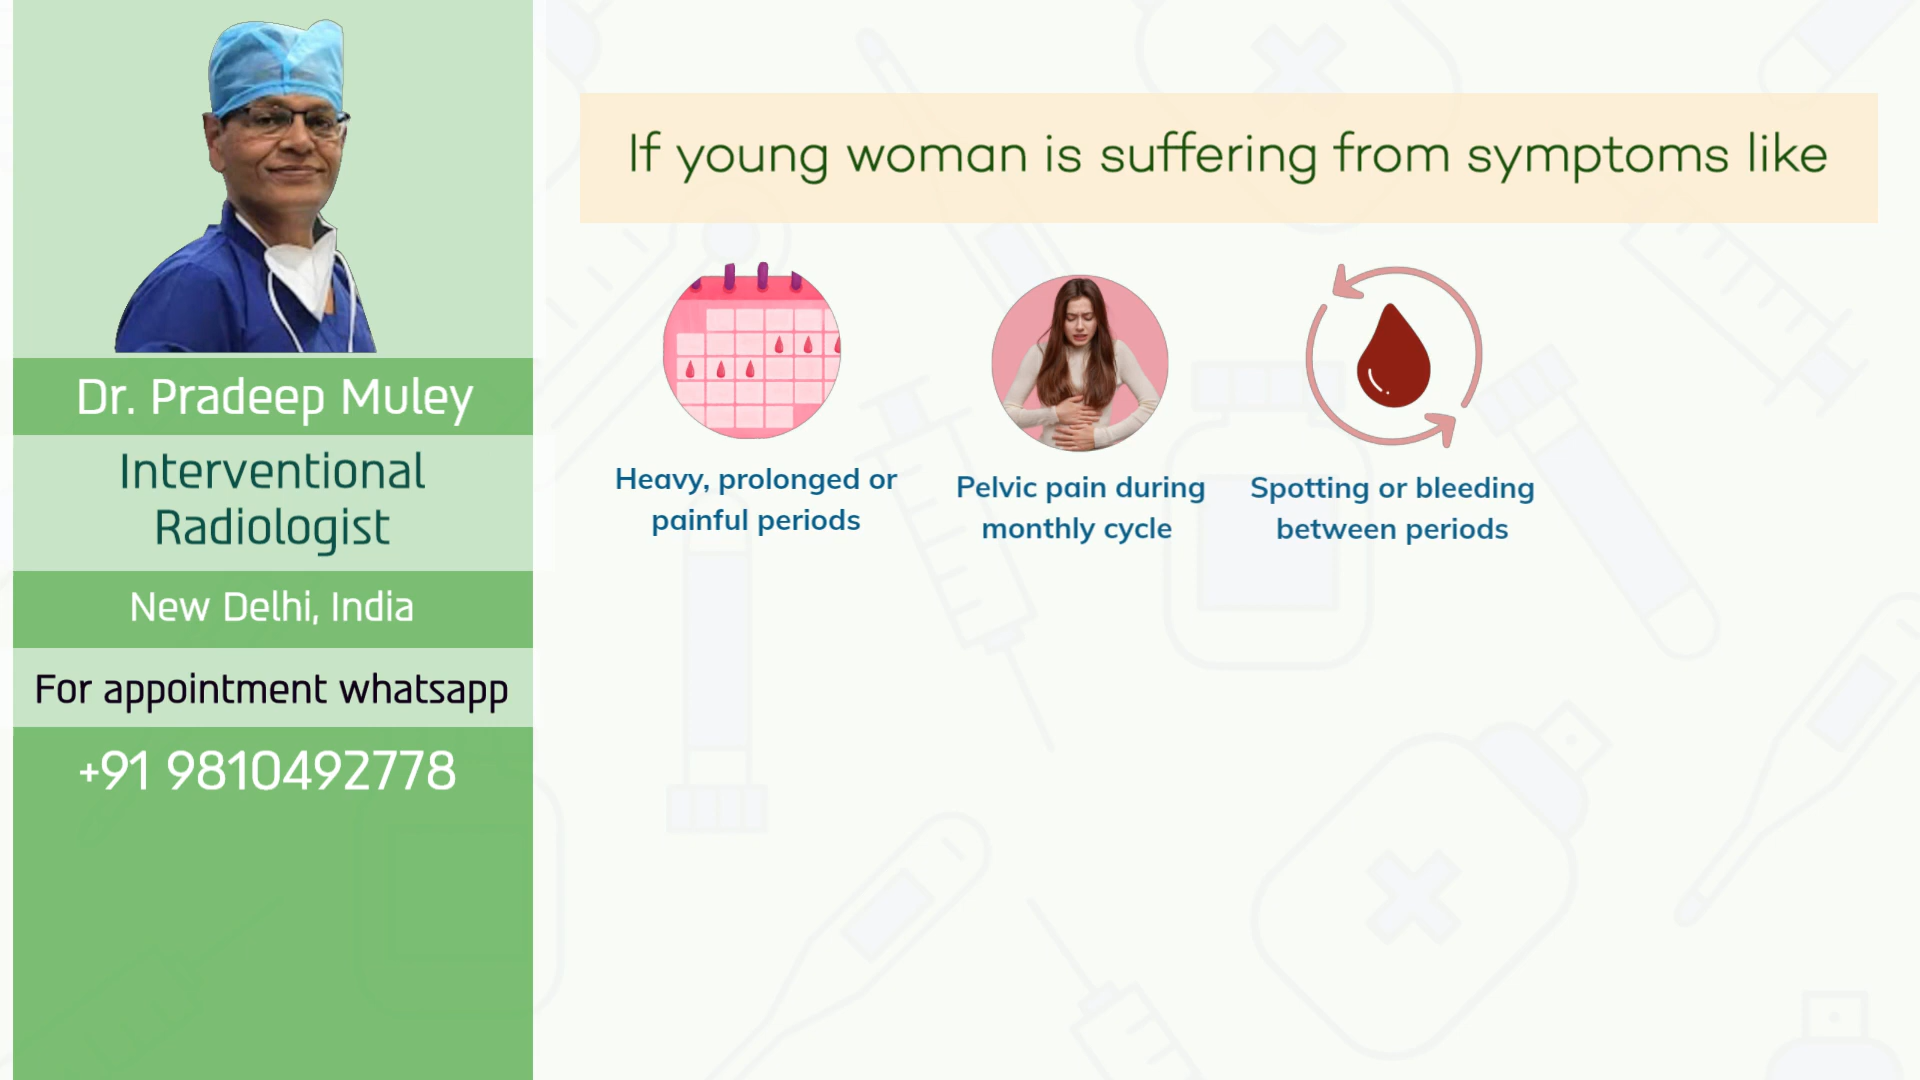 Dr. Pradeep Muley
Interventional
Radiologist
New Delhi, India
For appointment whatsapp
+91 9810492778
If young woman is suffering from symptoms like
Heavy, prolonged or
painful periods
Pelvic pain during
monthly cycle
Spotting or bleeding
between periods